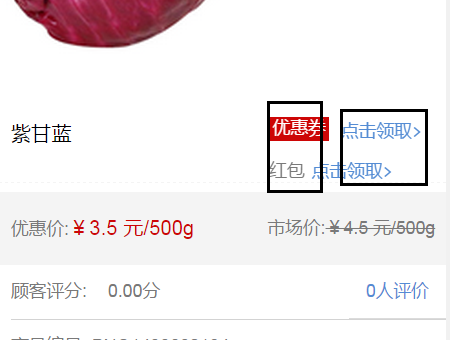 紫甘蓝 优惠券 点击领取>
红包 点击领取>
优惠价: ¥ 3.5 元/500g 市场价: ¥ 4.5 元/500g
顾客评分: 0.00分 0人评价